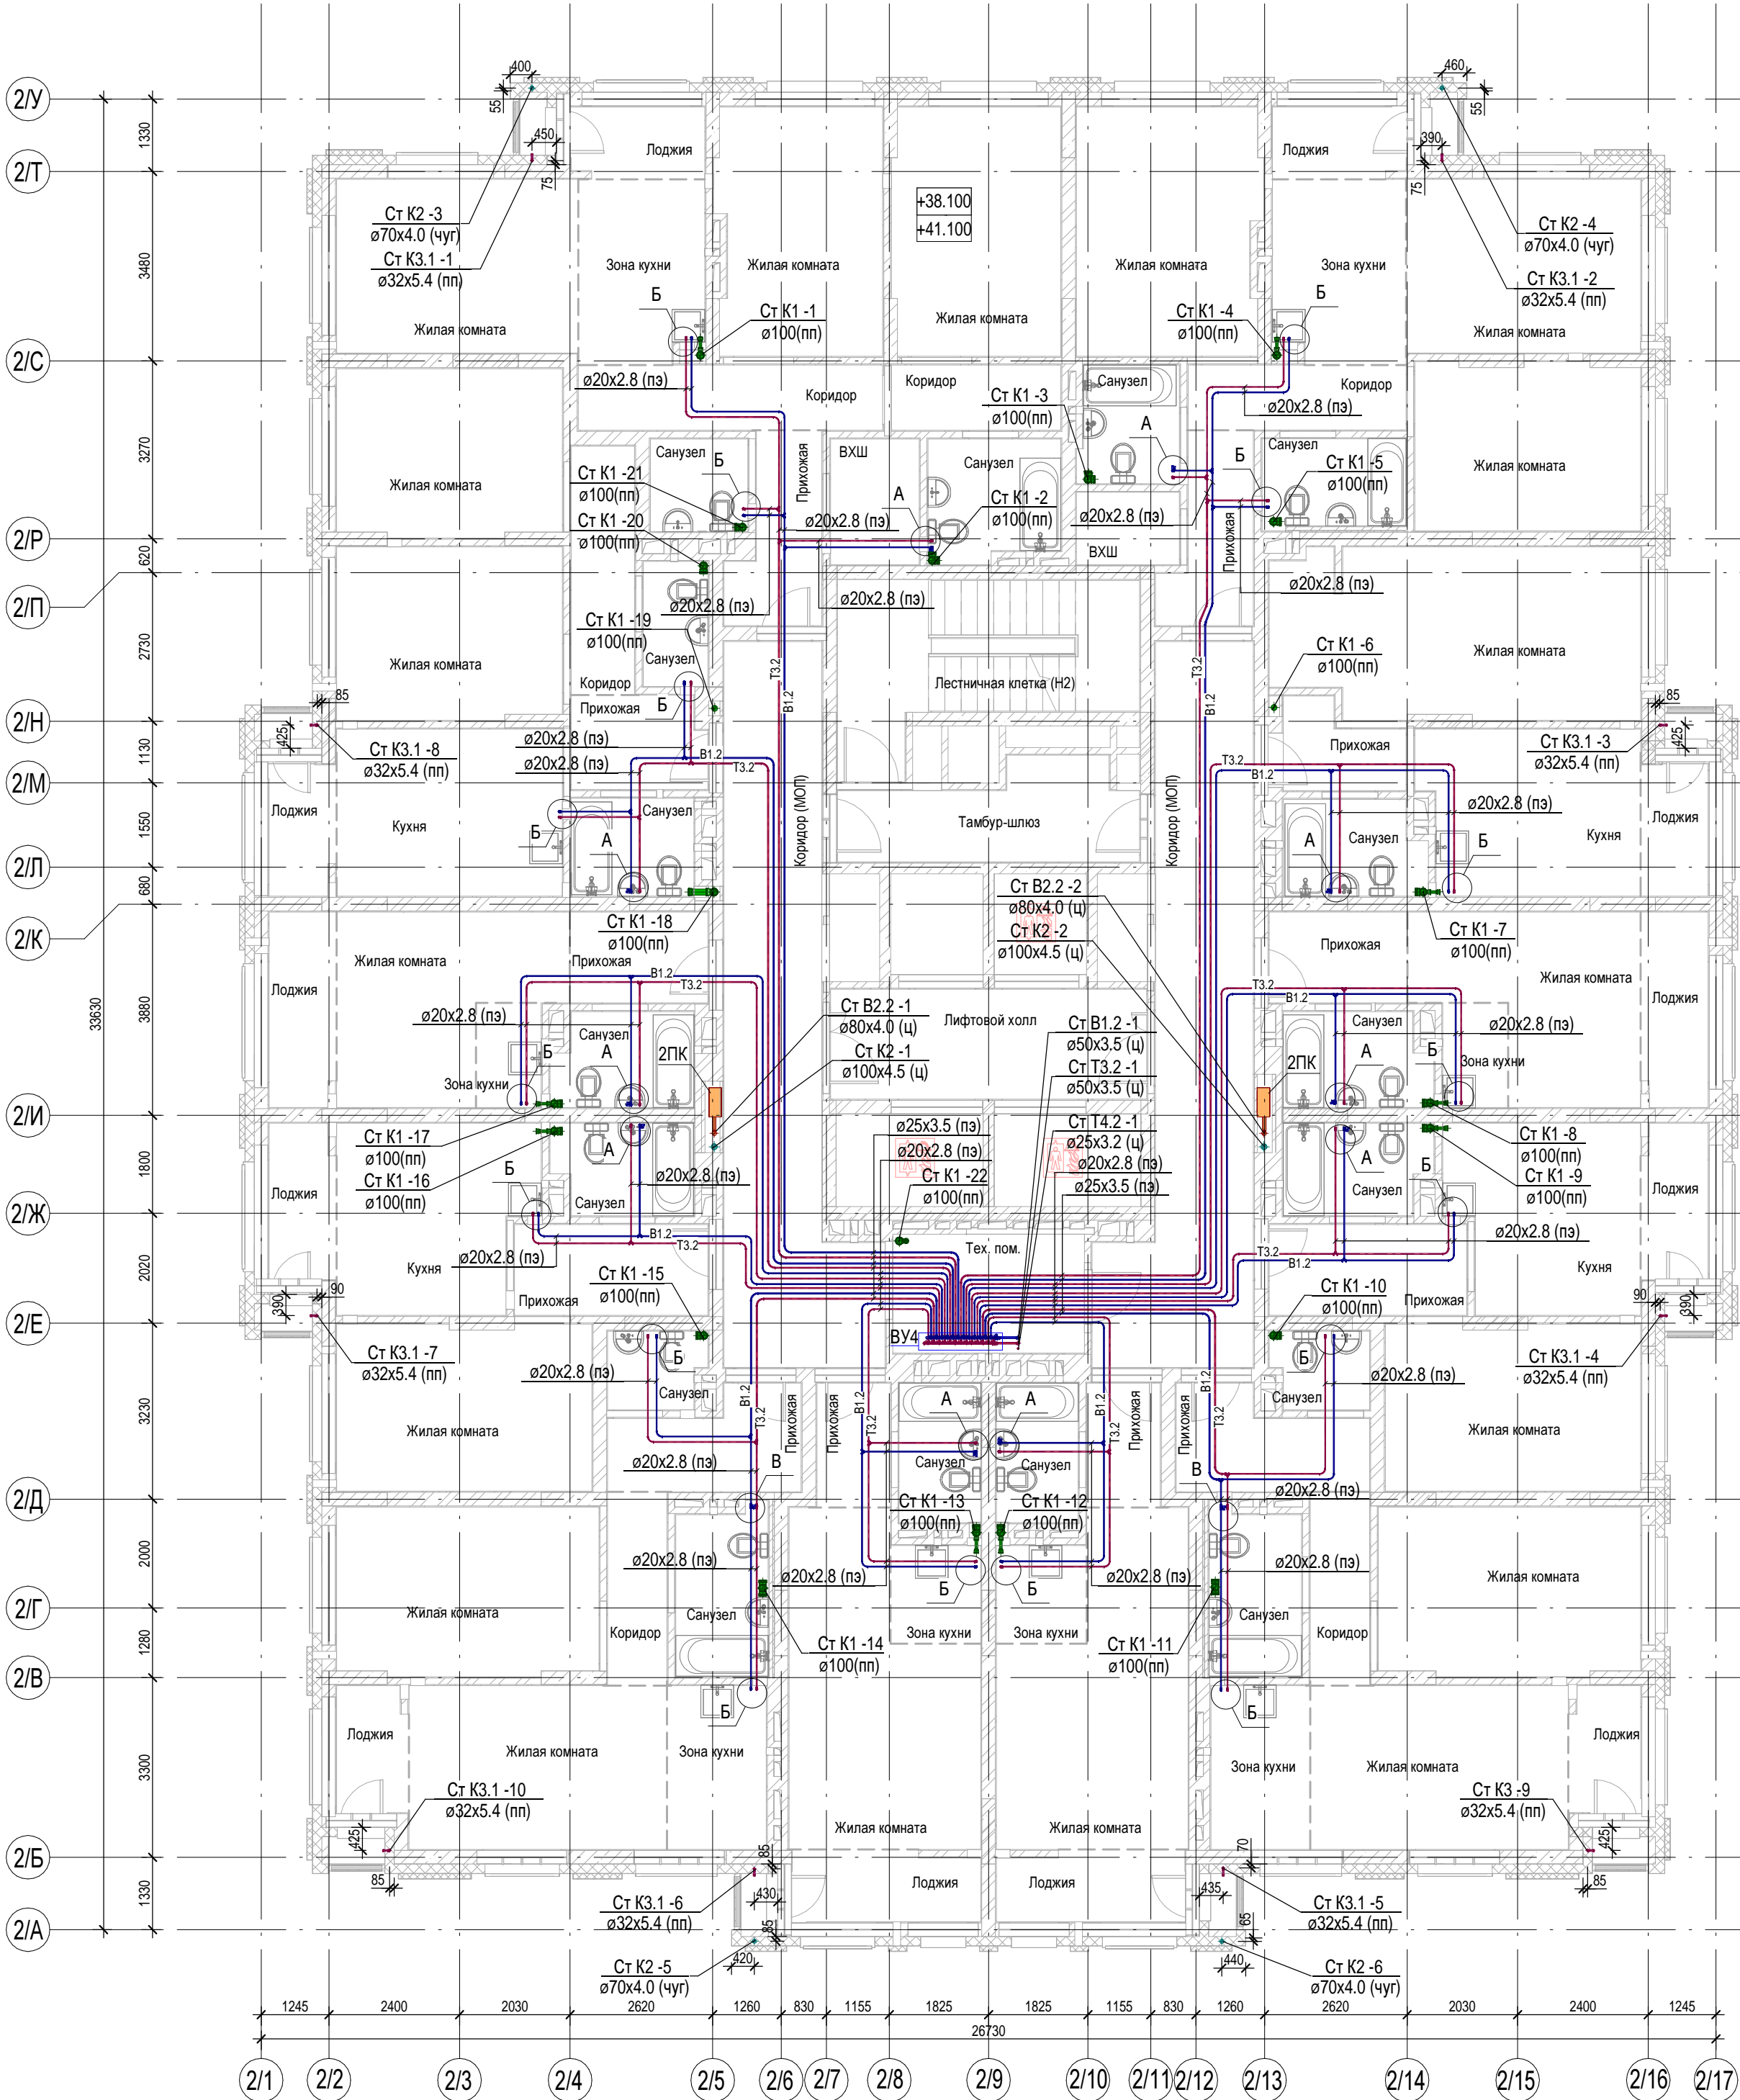 400
460
2/У
55
55
1330
450
390
Лоджия
Лоджия
2/Т
75
75
+38.100
+41.100
Ст К2 -3
ø70x4.0 (чуг)
Ст К2 -4
ø70x4.0 (чуг)
3480
Ст К3.1 -1
ø32x5.4 (пп)
Зона кухни
Жилая комната
Жилая комната
Зона кухни
Ст К3.1 -2
ø32x5.4 (пп)
Б
Б
Ст К1 -1
ø100(пп)
Ст К1 -4
ø100(пп)
Жилая комната
Жилая комната
Жилая комната
2/С
ø20x2.8 (пэ)
Коридор
Коридор
Санузел
Коридор
Ст К1 -3
ø100(пп)
ø20x2.8 (пэ)
3270
Санузел
Прихожая
ВХШ
А
Санузел
Б
Б
Санузел
Ст К1 -21
ø100(пп)
Ст К1 -5
ø100(пп)
Жилая комната
Жилая комната
А
Ст К1 -2
ø100(пп)
Ст К1 -20
ø100(пп)
ø20x2.8 (пэ)
ø20x2.8 (пэ)
2/Р
620
Прихожая
ВХШ
2/П
ø20x2.8 (пэ)
ø20x2.8 (пэ)
ø20x2.8 (пэ)
Ст К1 -19
ø100(пп)
2730
Ст К1 -6
ø100(пп)
Жилая комната
Санузел
Т3.2
В1.2
Лестничная клетка (Н2)
Т3.2
В1.2
Жилая комната
Коридор
Прихожая
Б
85
85
2/Н
425
425
1130
Ст К3.1 -8
ø32x5.4 (пп)
ø20x2.8 (пэ)
ø20x2.8 (пэ)
В1.2
Т3.2
Т3.2
В1.2
Прихожая
Ст К3.1 -3
ø32x5.4 (пп)
2/М
1550
Лоджия
Кухня
Б
Санузел
А
Коридор (МОП)
Тамбур-шлюз
Коридор (МОП)
А
Санузел
ø20x2.8 (пэ)
Б
Кухня
Лоджия
2/Л
680
Ст В2.2 -2
ø80x4.0 (ц)
Ст К1 -18
ø100(пп)
Ст К2 -2
ø100x4.5 (ц)
Ст К1 -7
ø100(пп)
2/К
Жилая комната
Прихожая
Прихожая
Жилая комната
33630
3880
Лоджия
В1.2
Т3.2
Т3.2
В1.2
Лоджия
ø20x2.8 (пэ)
Санузел
Ст В2.2 -1
ø80x4.0 (ц)
Лифтовой холл
Ст В1.2 -1
ø50x3.5 (ц)
Санузел
ø20x2.8 (пэ)
Б
А
2ПК
Ст К2 -1
ø100x4.5 (ц)
Ст Т3.2 -1
ø50x3.5 (ц)
2ПК
А
Б
Зона кухни
Зона кухни
2/И
Ст К1 -17
ø100(пп)
А
ø25x3.5 (пэ)
ø20x2.8 (пэ)
Ст Т4.2 -1
ø25x3.2 (ц)
ø20x2.8 (пэ)
ø25x3.5 (пэ)
А
Ст К1 -8
ø100(пп)
1800
Ст К1 -16
ø100(пп)
Б
ø20x2.8 (пэ)
Ст К1 -22
ø100(пп)
Б
Ст К1 -9
ø100(пп)
Лоджия
Санузел
Санузел
Лоджия
2/Ж
В1.2
Т3.2
Т3.2
В1.2
2020
Кухня
ø20x2.8 (пэ)
Тех. пом.
ø20x2.8 (пэ)
Кухня
Ст К1 -15
ø100(пп)
Ст К1 -10
ø100(пп)
90
390
Прихожая
Прихожая
90
390
2/Е
ВУ4
Ст К3.1 -7
ø32x5.4 (пп)
ø20x2.8 (пэ)
Б
Санузел
Б
Санузел
ø20x2.8 (пэ)
Ст К3.1 -4
ø32x5.4 (пп)
3230
В1.2
Т3.2
Прихожая
Прихожая
В1.2
Т3.2
А
А
В1.2
Прихожая
Прихожая
В1.2
Т3.2
Жилая комната
Жилая комната
ø20x2.8 (пэ)
В
Санузел
Санузел
В
ø20x2.8 (пэ)
2/Д
Ст К1 -13
ø100(пп)
Ст К1 -12
ø100(пп)
2000
ø20x2.8 (пэ)
ø20x2.8 (пэ)
Б
Б
ø20x2.8 (пэ)
ø20x2.8 (пэ)
Жилая комната
Жилая комната
2/Г
Санузел
Санузел
1280
Коридор
Ст К1 -14
ø100(пп)
Зона кухни
Зона кухни
Ст К1 -11
ø100(пп)
Коридор
2/В
Б
Б
Лоджия
Жилая комната
Зона кухни
Зона кухни
Жилая комната
Лоджия
3300
Ст К3.1 -10
ø32x5.4 (пп)
Ст К3 -9
ø32x5.4 (пп)
425
Жилая комната
Жилая комната
425
2/Б
85
70
85
85
1330
Ст К3.1 -6
ø32x5.4 (пп)
430
Лоджия
Лоджия
435
Ст К3.1 -5
ø32x5.4 (пп)
2/А
85
65
Ст К2 -5
ø70x4.0 (чуг)
420
440
Ст К2 -6
ø70x4.0 (чуг)
1245 2400 2030 2620 1260 830 1155 1825 1825 1155 830 1260 2620 2030 2400 1245
26730
2/1 2/2 2/3 2/4 2/5 2/6 2/7 2/8 2/9 2/10 2/11 2/12 2/13 2/14 2/15 2/16 2/17